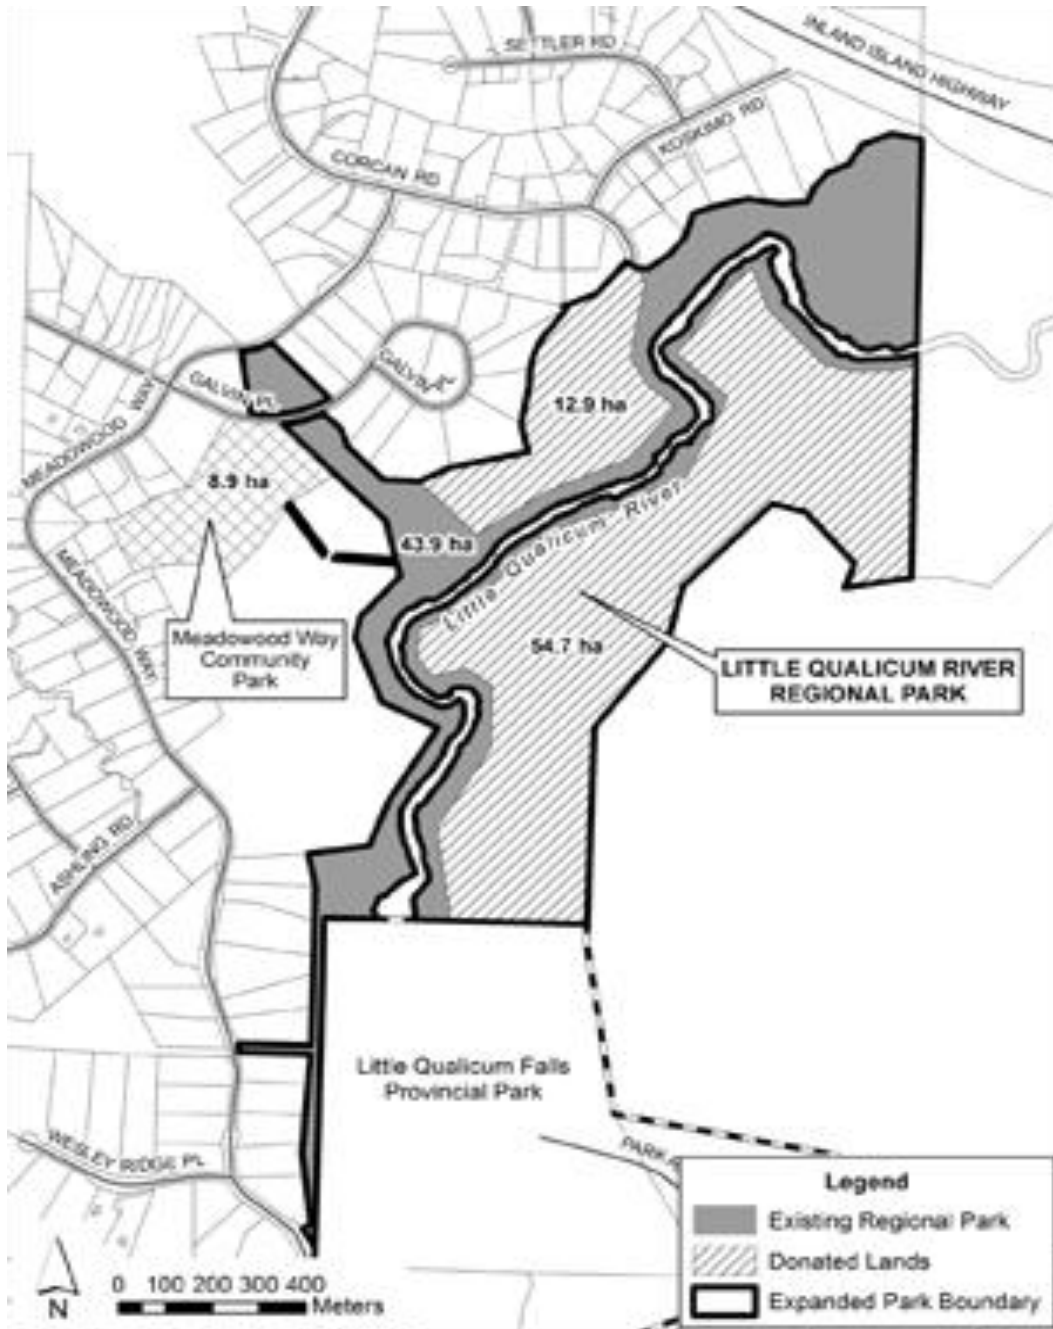 INLAND ISLAND HIGHWAY
SETTLER RD
KOSKIMO RD
CORCAN RD
GALVIN PL
MEADOWOOD WAY
12.9 ha
8.9 ha
43.9 ha
Little Qualicum River
MEADOWOOD WAY
Meadowood Way
Community
Park
54.7 ha
LITTLE QUALICUM RIVER
REGIONAL PARK
ASHLING RD
Little Qualicum Falls
Provincial Park
WESLEY RIDGE PL
PARK
Legend
Existing Regional Park
Donated Lands
Expanded Park Boundary
N
0 100 200 300 400
Meters